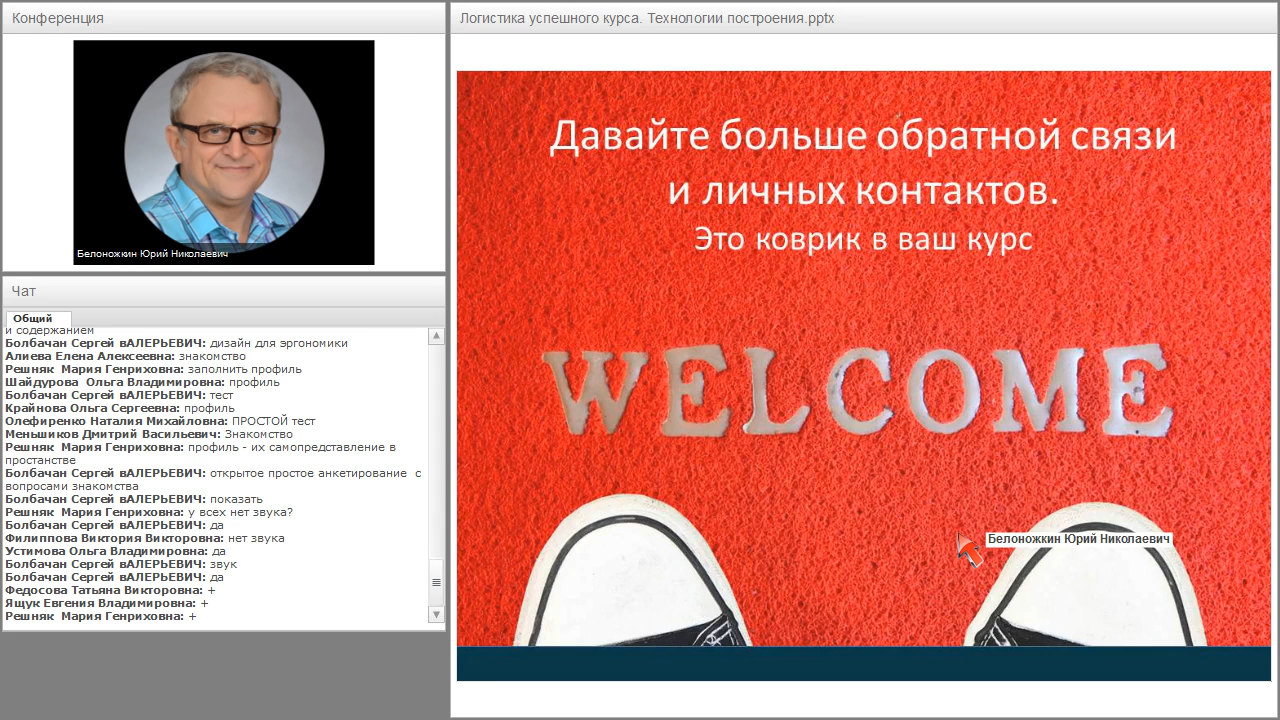 Конференция
Белоножкин Юрий Николаевич
Чат
Общий
и содержанием
Болбачан Сергей вАЛЕРЬЕВИЧ: дизайн для эргономики
Алиева Елена Алексеевна: знакомство
Решняк  Мария Генриховна: заполнить профиль
Шайдурова  Ольга Владимировна: профиль
Болбачан Сергей вАЛЕРЬЕВИЧ: тест
Крайнова Ольга Сергеевна: профиль
Олефиренко Наталия Михайловна: ПРОСТОЙ тест
Меньшиков Дмитрий Васильевич: Знакомство
Решняк  Мария Генриховна: профиль - их самопредставление в
простанстве
Болбачан Сергей вАЛЕРЬЕВИЧ: открытое простое анкетирование  с
вопросами знакомства
Болбачан Сергей вАЛЕРЬЕВИЧ: показать
Решняк  Мария Генриховна: у всех нет звука?
Болбачан Сергей вАЛЕРЬЕВИЧ: да
Филиппова Виктория Викторовна: нет звука
Устимова Ольга Владимировна: да
Болбачан Сергей вАЛЕРЬЕВИЧ: звук
Болбачан Сергей вАЛЕРЬЕВИЧ: да
Федосова Татьяна Викторовна: +
Ящук Евгения Владимировна: +
Решняк  Мария Генриховна: +
Логистика успешного курса. Технологии построения.pptx
Давайте больше обратной связи
и личных контактов.
Это коврик в ваш курс
WELCOME
Белоножкин Юрий Николаевич